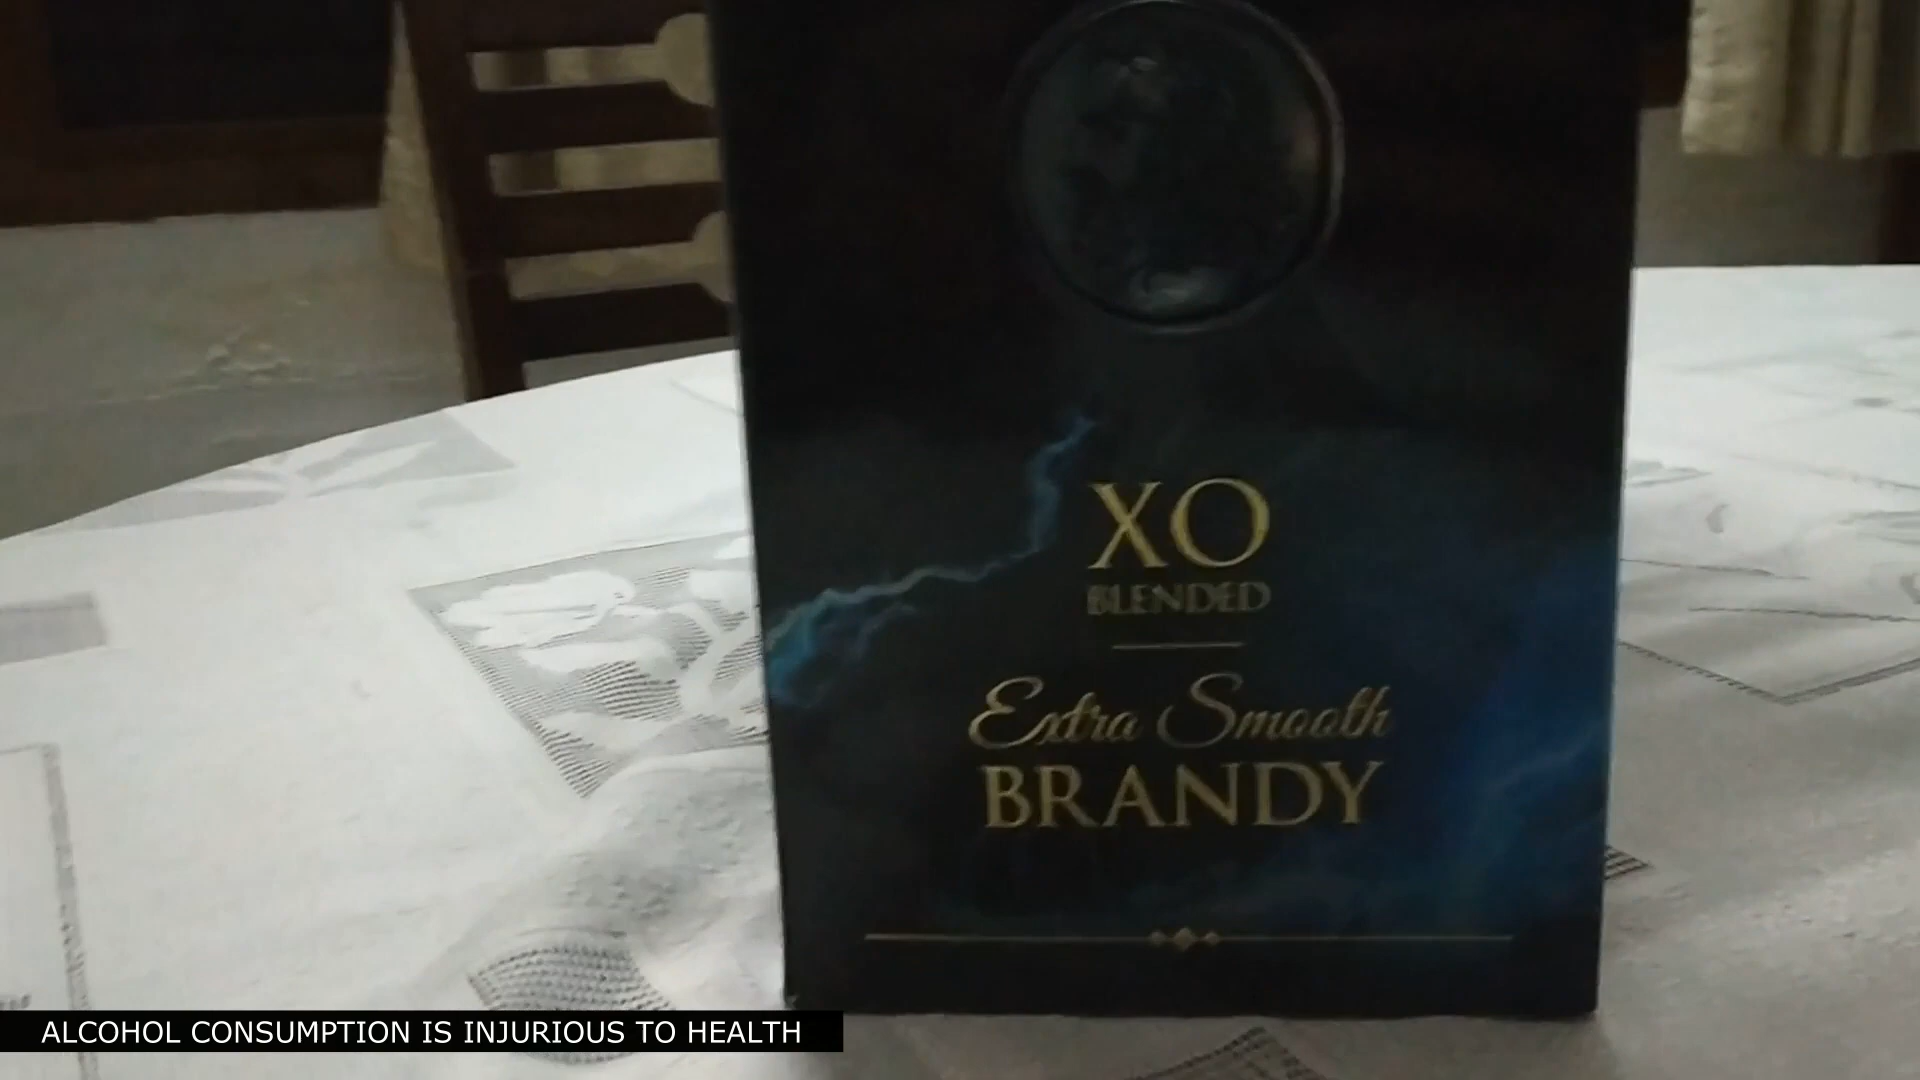 XO
BLENDED
Extra Smooth
BRANDY
ALCOHOL CONSUMPTION IS INJURIOUS TO HEALTH